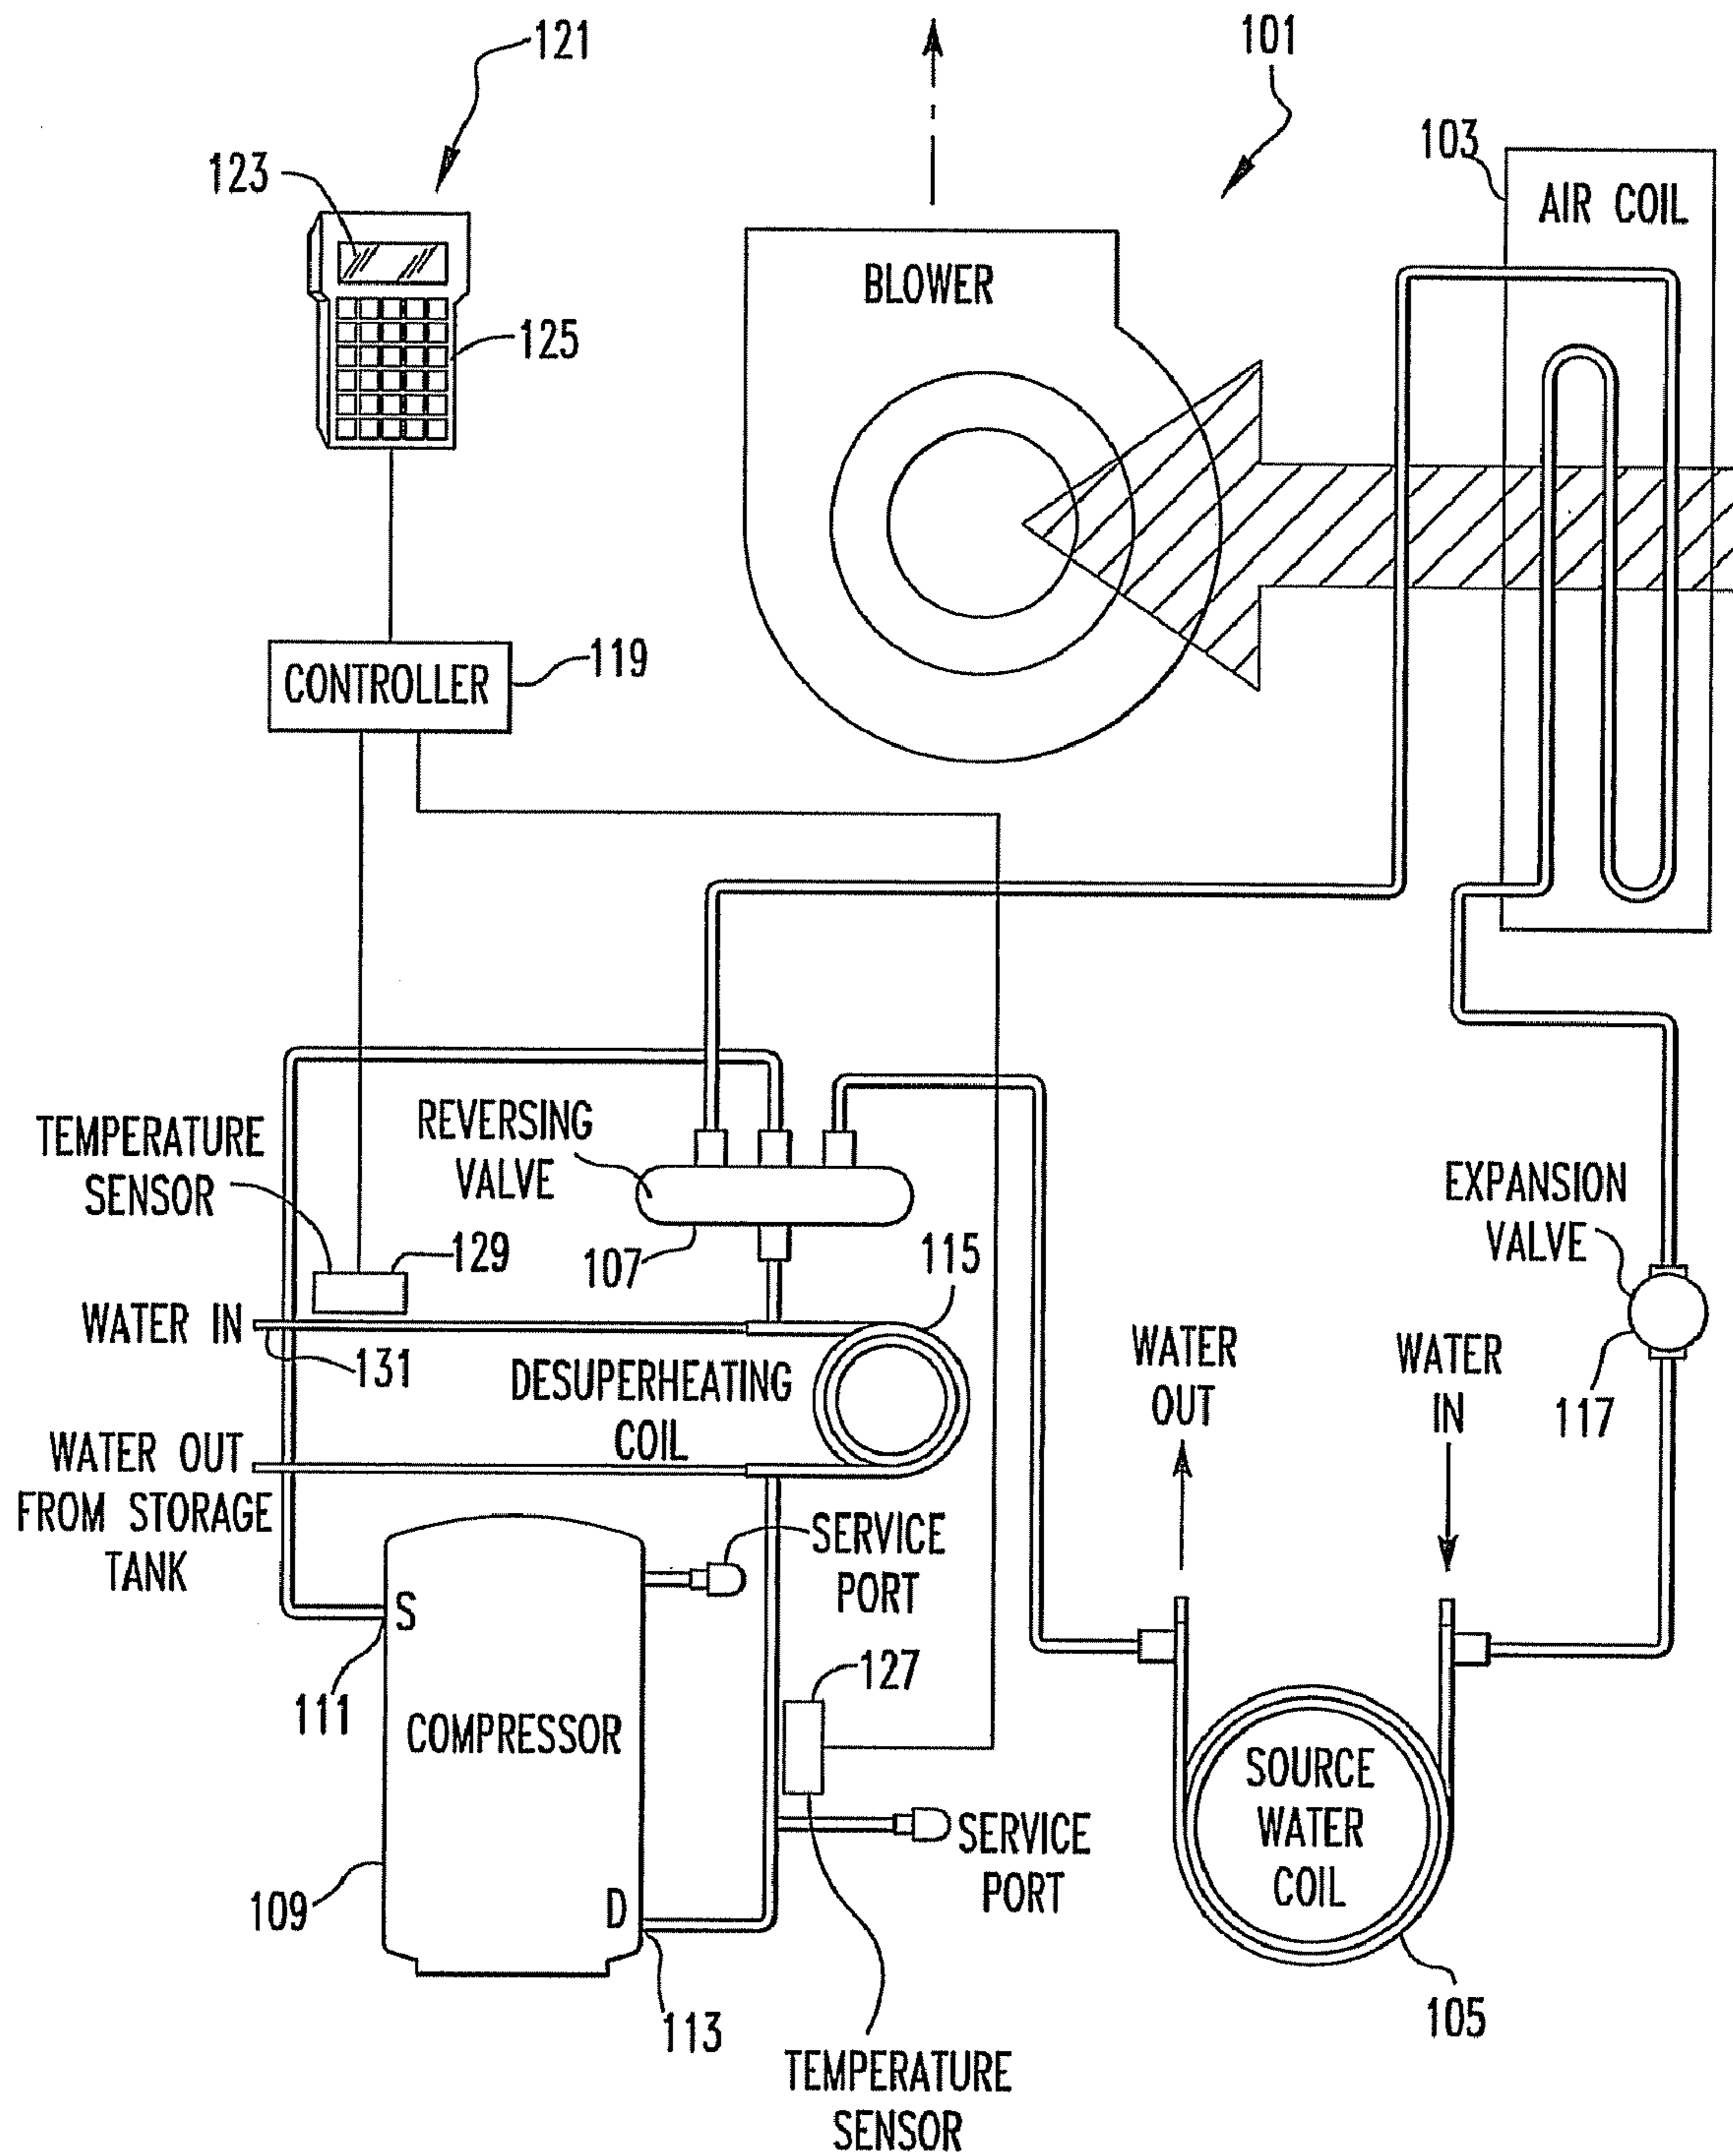 121
101
103
123
AIR COIL
BLOWER
125
CONTROLLER
119
REVERSING
VALVE
TEMPERATURE
SENSOR
EXPANSION
VALVE
129
107
115
WATER IN
131
WATER
OUT
WATER
IN
117
DESUPERHEATING
COIL
WATER OUT
FROM STORAGE
TANK
SERVICE
PORT
S
111
127
COMPRESSOR
SOURCE
WATER
COIL
SERVICE
PORT
109
D
113
105
TEMPERATURE
SENSOR